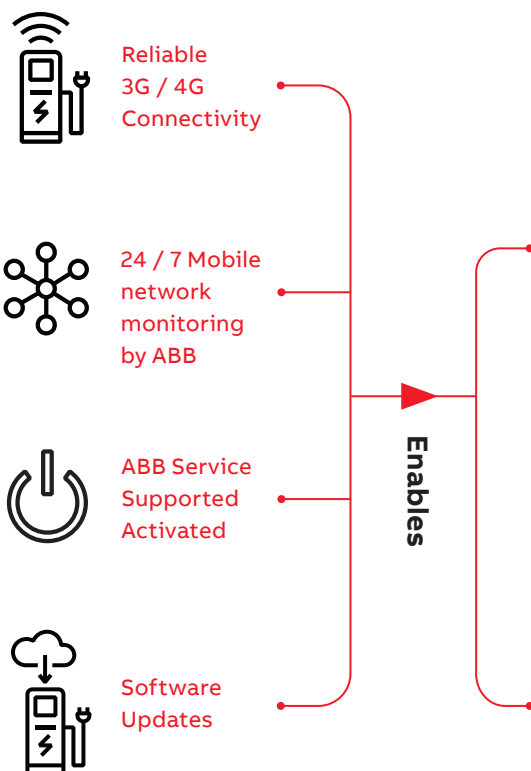 Reliable
3G / 4G
Connectivity
24 / 7 Mobile
network
monitoring
by ABB
ABB Service
Supported
Activated
Software
Updates
Enables